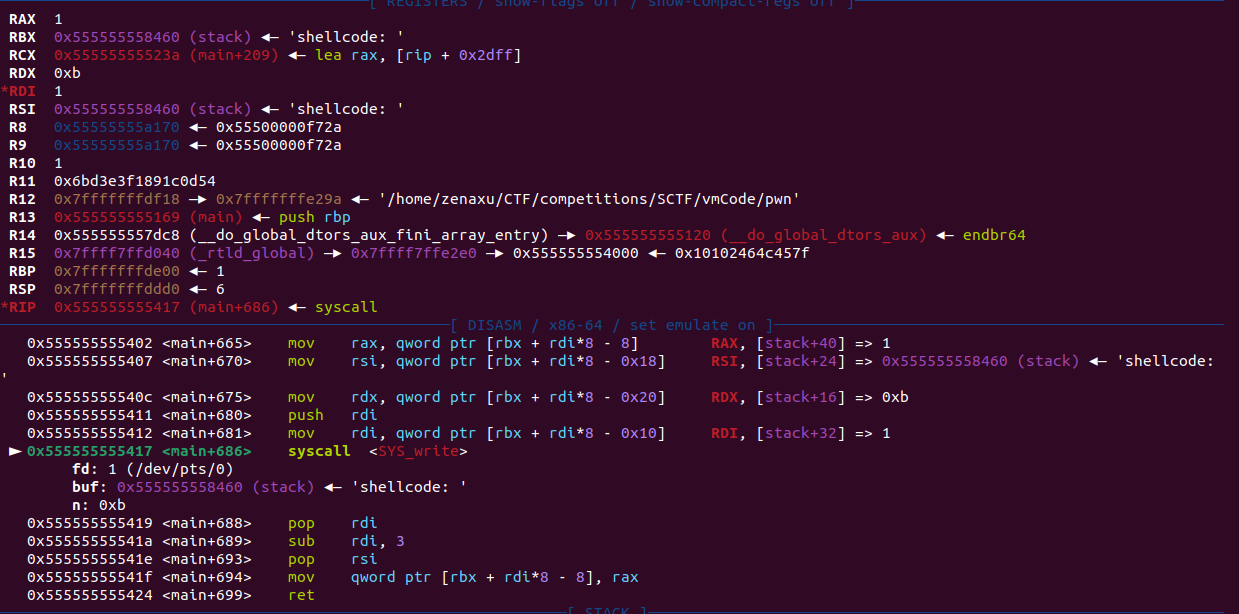 [ REGISTERS / show-flags off / show-compact-regs off ]
RAX  1
RBX  0x555555558460 (stack) ◂— 'shellcode: '
RCX  0x55555555523a (main+209) ◂— lea rax, [rip + 0x2dff]
RDX  0xb
*RDI  1
RSI  0x555555558460 (stack) ◂— 'shellcode: '
R8   0x55555555a170 ◂— 0x55500000f72a
R9   0x55555555a170 ◂— 0x55500000f72a
R10  1
R11  0x6bd3e3f1891c0d54
R12  0x7fffffffdf18 —▸ 0x7fffffffe29a ◂— '/home/zenaxu/CTF/competitions/SCTF/vmCode/pwn'
R13  0x555555555169 (main) ◂— push rbp
R14  0x555555557dc8 (__do_global_dtors_aux_fini_array_entry) —▸ 0x555555555120 (__do_global_dtors_aux) ◂— endbr64
R15  0x7ffff7ffd040 (_rtld_global) —▸ 0x7ffff7ffe2e0 —▸ 0x555555554000 ◂— 0x10102464c457f
RBP  0x7fffffffde00 ◂— 1
RSP  0x7fffffffddd0 ◂— 6
*RIP  0x555555555417 (main+686) ◂— syscall
[ DISASM / x86-64 / set emulate on ]
0x555555555402 <main+665>    mov    rax, qword ptr [rbx + rdi*8 - 8]        RAX, [stack+40] => 1
0x555555555407 <main+670>    mov    rsi, qword ptr [rbx + rdi*8 - 0x18]     RSI, [stack+24] => 0x555555558460 (stack) ◂— 'shellcode:
'
0x55555555540c <main+675>    mov    rdx, qword ptr [rbx + rdi*8 - 0x20]     RDX, [stack+16] => 0xb
0x555555555411 <main+680>    push   rdi
0x555555555412 <main+681>    mov    rdi, qword ptr [rbx + rdi*8 - 0x10]     RDI, [stack+32] => 1
► 0x555555555417 <main+686>    syscall  <SYS_write>
fd: 1 (/dev/pts/0)
buf: 0x555555558460 (stack) ◂— 'shellcode: '
n: 0xb
0x555555555419 <main+688>    pop    rdi
0x55555555541a <main+689>    sub    rdi, 3
0x55555555541e <main+693>    pop    rsi
0x55555555541f <main+694>    mov    qword ptr [rbx + rdi*8 - 8], rax
0x555555555424 <main+699>    ret
[ STACK ]